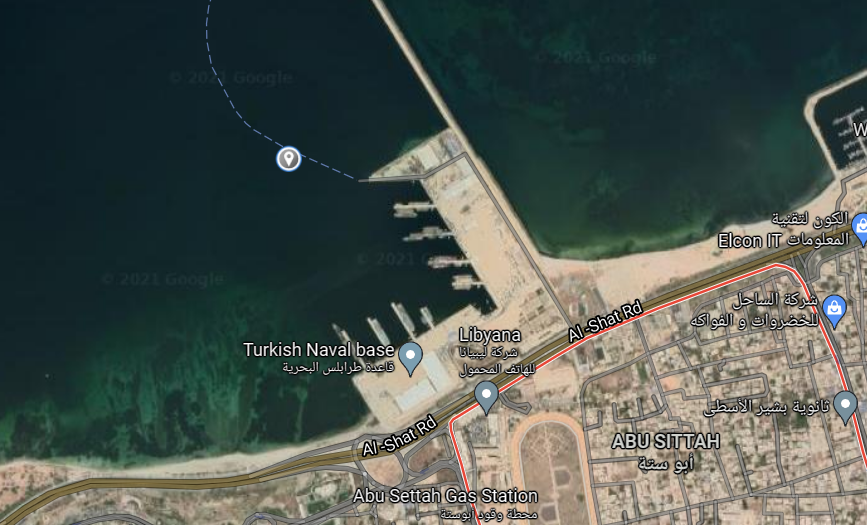 © 2021 Google
© 2021 Google
W
الكون لتقنية
المعلومات Elcon IT
© 2021 Google
© 2021
شركة الساحل
للخضروات و الفواكه
Al-Shat Rd
Libyana
شركة ليبيانا
للهاتف المحمول
Turkish Naval base
قاعدة طرابلس البحرية
ثانوية بشير الأسطى
Al-Shat Rd
ABU SITTAH
أبو ستة
Abu Settah Gas Station
محطة وقود ابوستة